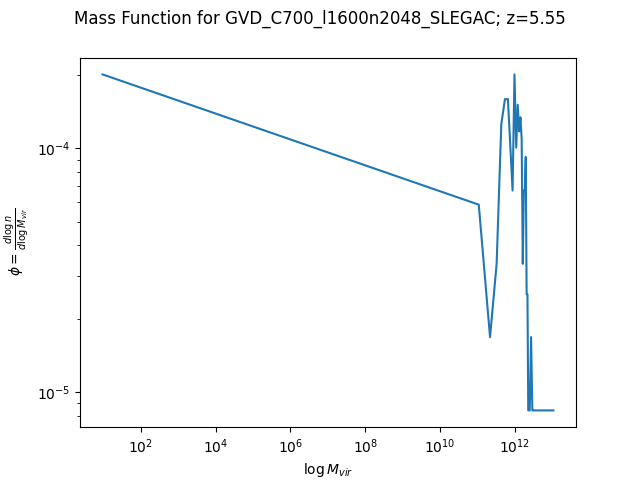 Mass Function for GVD_C700_l1600n2048_SLEGAC; z=5.55
10⁻⁴
10⁻⁵
ϕ = d log n / d log M_vir
10² 10⁴ 10⁶ 10⁸ 10¹⁰ 10¹²
log M_vir